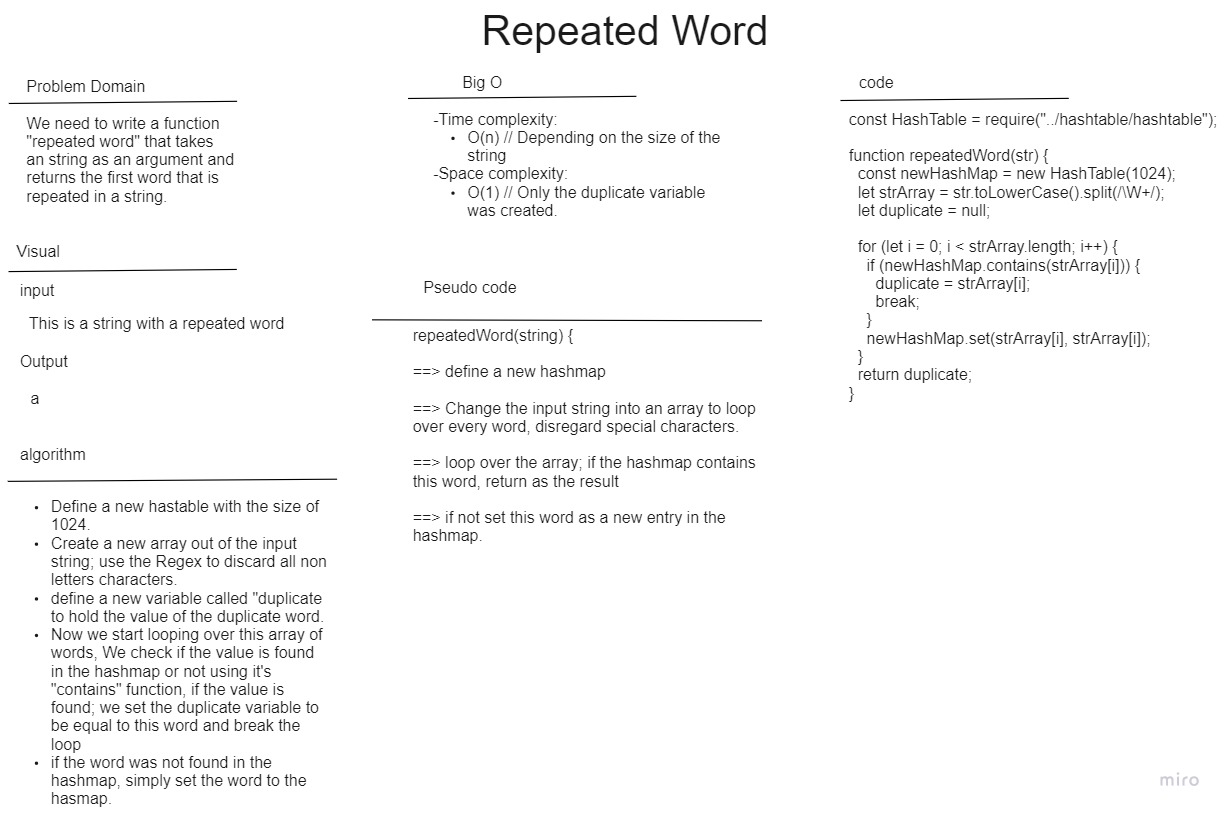 Repeated Word
Problem Domain
We need to write a function
"repeated word" that takes
an string as an argument and
returns the first word that is
repeated in a string.
Visual
input
This is a string with a repeated word
Output
a
algorithm
• Define a new hastable with the size of
1024.
• Create a new array out of the input
string; use the Regex to discard all non
letters characters.
• define a new variable called "duplicate
to hold the value of the duplicate word.
• Now we start looping over this array of
words, We check if the value is found
in the hashmap or not using it's
"contains" function, if the value is
found; we set the duplicate variable to
be equal to this word and break the
loop
• if the word was not found in the
hashmap, simply set the word to the
hasmap.
Big O
-Time complexity:
• O(n) // Depending on the size of the
string
-Space complexity:
• O(1) // Only the duplicate variable
was created.
Pseudo code
repeatedWord(string) {
==> define a new hashmap
==> Change the input string into an array to loop
over every word, disregard special characters.
==> loop over the array; if the hashmap contains
this word, return as the result
==> if not set this word as a new entry in the
hashmap.
code
const HashTable = require("../hashtable/hashtable");
function repeatedWord(str) {
const newHashMap = new HashTable(1024);
let strArray = str.toLowerCase().split(/\W+/);
let duplicate = null;
for (let i = 0; i < strArray.length; i++) {
if (newHashMap.contains(strArray[i])) {
duplicate = strArray[i];
break;
}
newHashMap.set(strArray[i], strArray[i]);
}
return duplicate;
}
miro